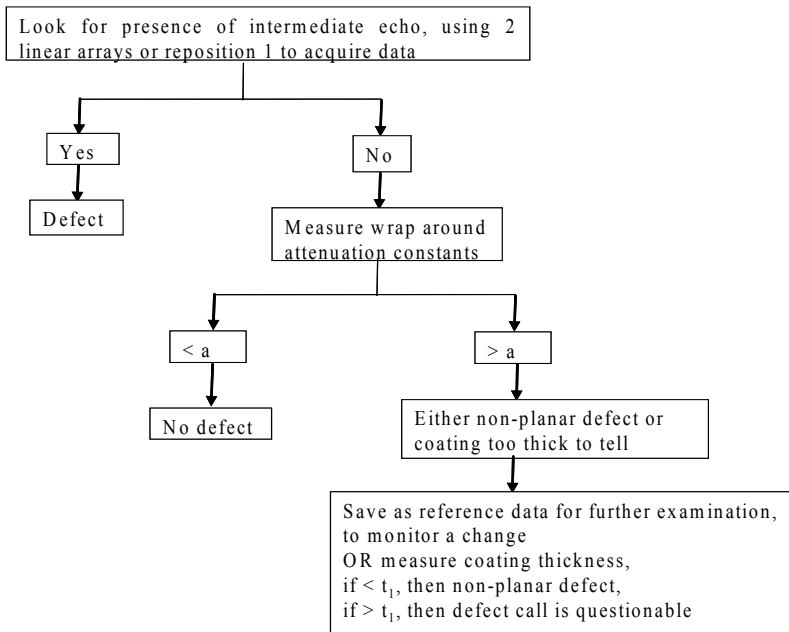 Look for presence of intermediate echo, using 2
linear arrays or reposition 1 to acquire data
Yes
No
Defect
Measure wrap around
attenuation constants
< a
> a
No defect
Either non-planar defect or
coating too thick to tell
Save as reference data for further examination,
to monitor a change
OR measure coating thickness,
if < t₁, then non-planar defect,
if > t₁, then defect call is questionable